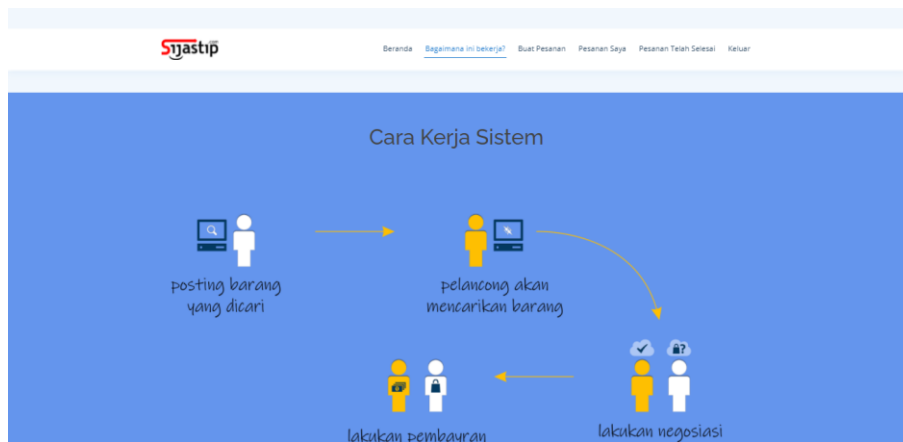 Sijastip
.com
Beranda Bagaimana ini bekerja? Buat Pesanan Pesanan Saya Pesanan Telah Selesai Keluar
Cara Kerja Sistem
posting barang
yang dicari
pelancong akan
mencarikan barang
?
lakukan negosiasi
lakukan pembayran